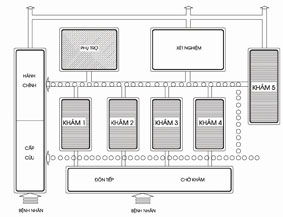 PHỤ TRỢ
XÉT NGHIỆM
HÀNH
CHÍNH
KHÁM 5
KHÁM 1
KHÁM 2
KHÁM 3
KHÁM 4
CẤP
CỨU
ĐÓN TIẾP
CHỜ KHÁM
BỆNH NHÂN
BỆNH NHÂN